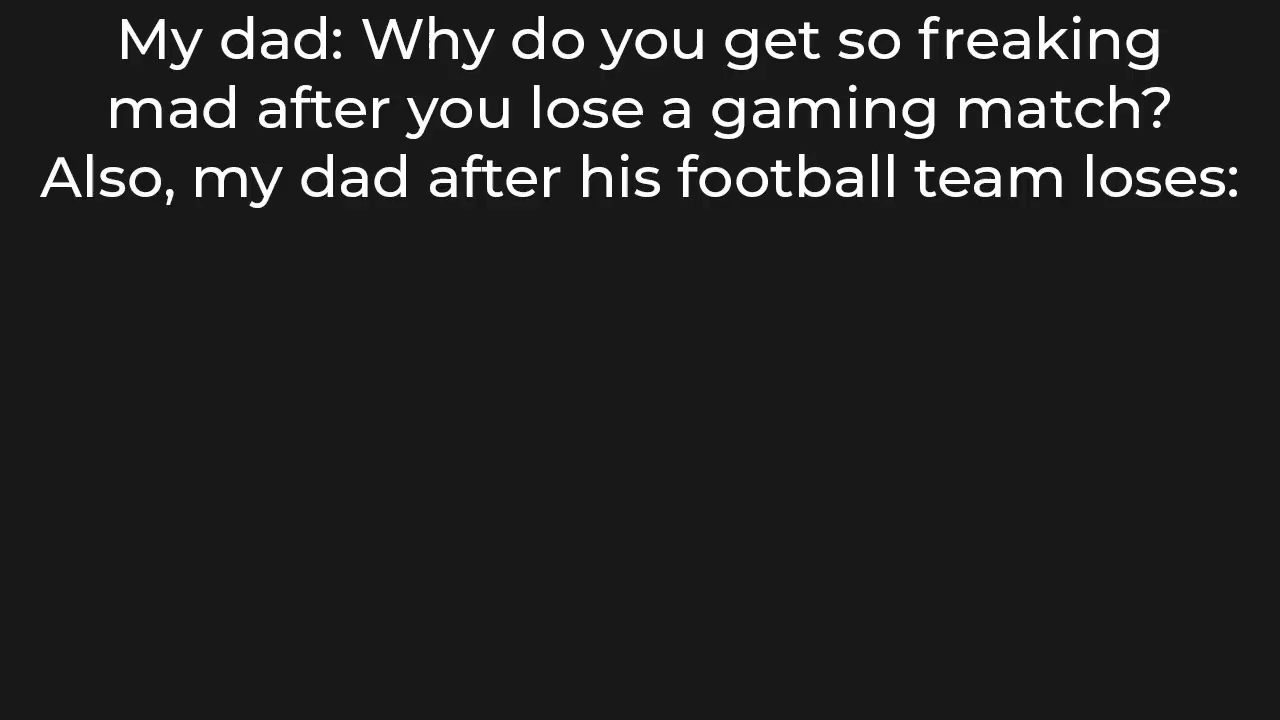 My dad: Why do you get so freaking
mad after you lose a gaming match?
Also, my dad after his football team loses: